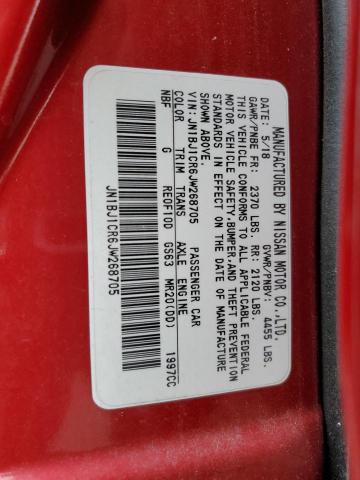 MANUFACTURED BY NISSAN MOTOR CO.,LTD.
DATE: 5/18 GVWR/PNBV: 4455 LBS.
GAWR/PNBE FR: 2370 LBS. RR: 2120 LBS.
THIS VEHICLE CONFORMS TO ALL APPLICABLE FEDERAL
MOTOR VEHICLE SAFETY,BUMPER,AND THEFT PREVENTION
STANDARDS IN EFFECT ON THE DATE OF MANUFACTURE
SHOWN ABOVE.
VIN:JN1BJ1CR6JW268705 PASSENGER CAR
COLOR TRIM TRANS AXLE ENGINE
NBF G RE0F10D GS63 MR20(DD) 1997CC
JN1BJ1CR6JW268705